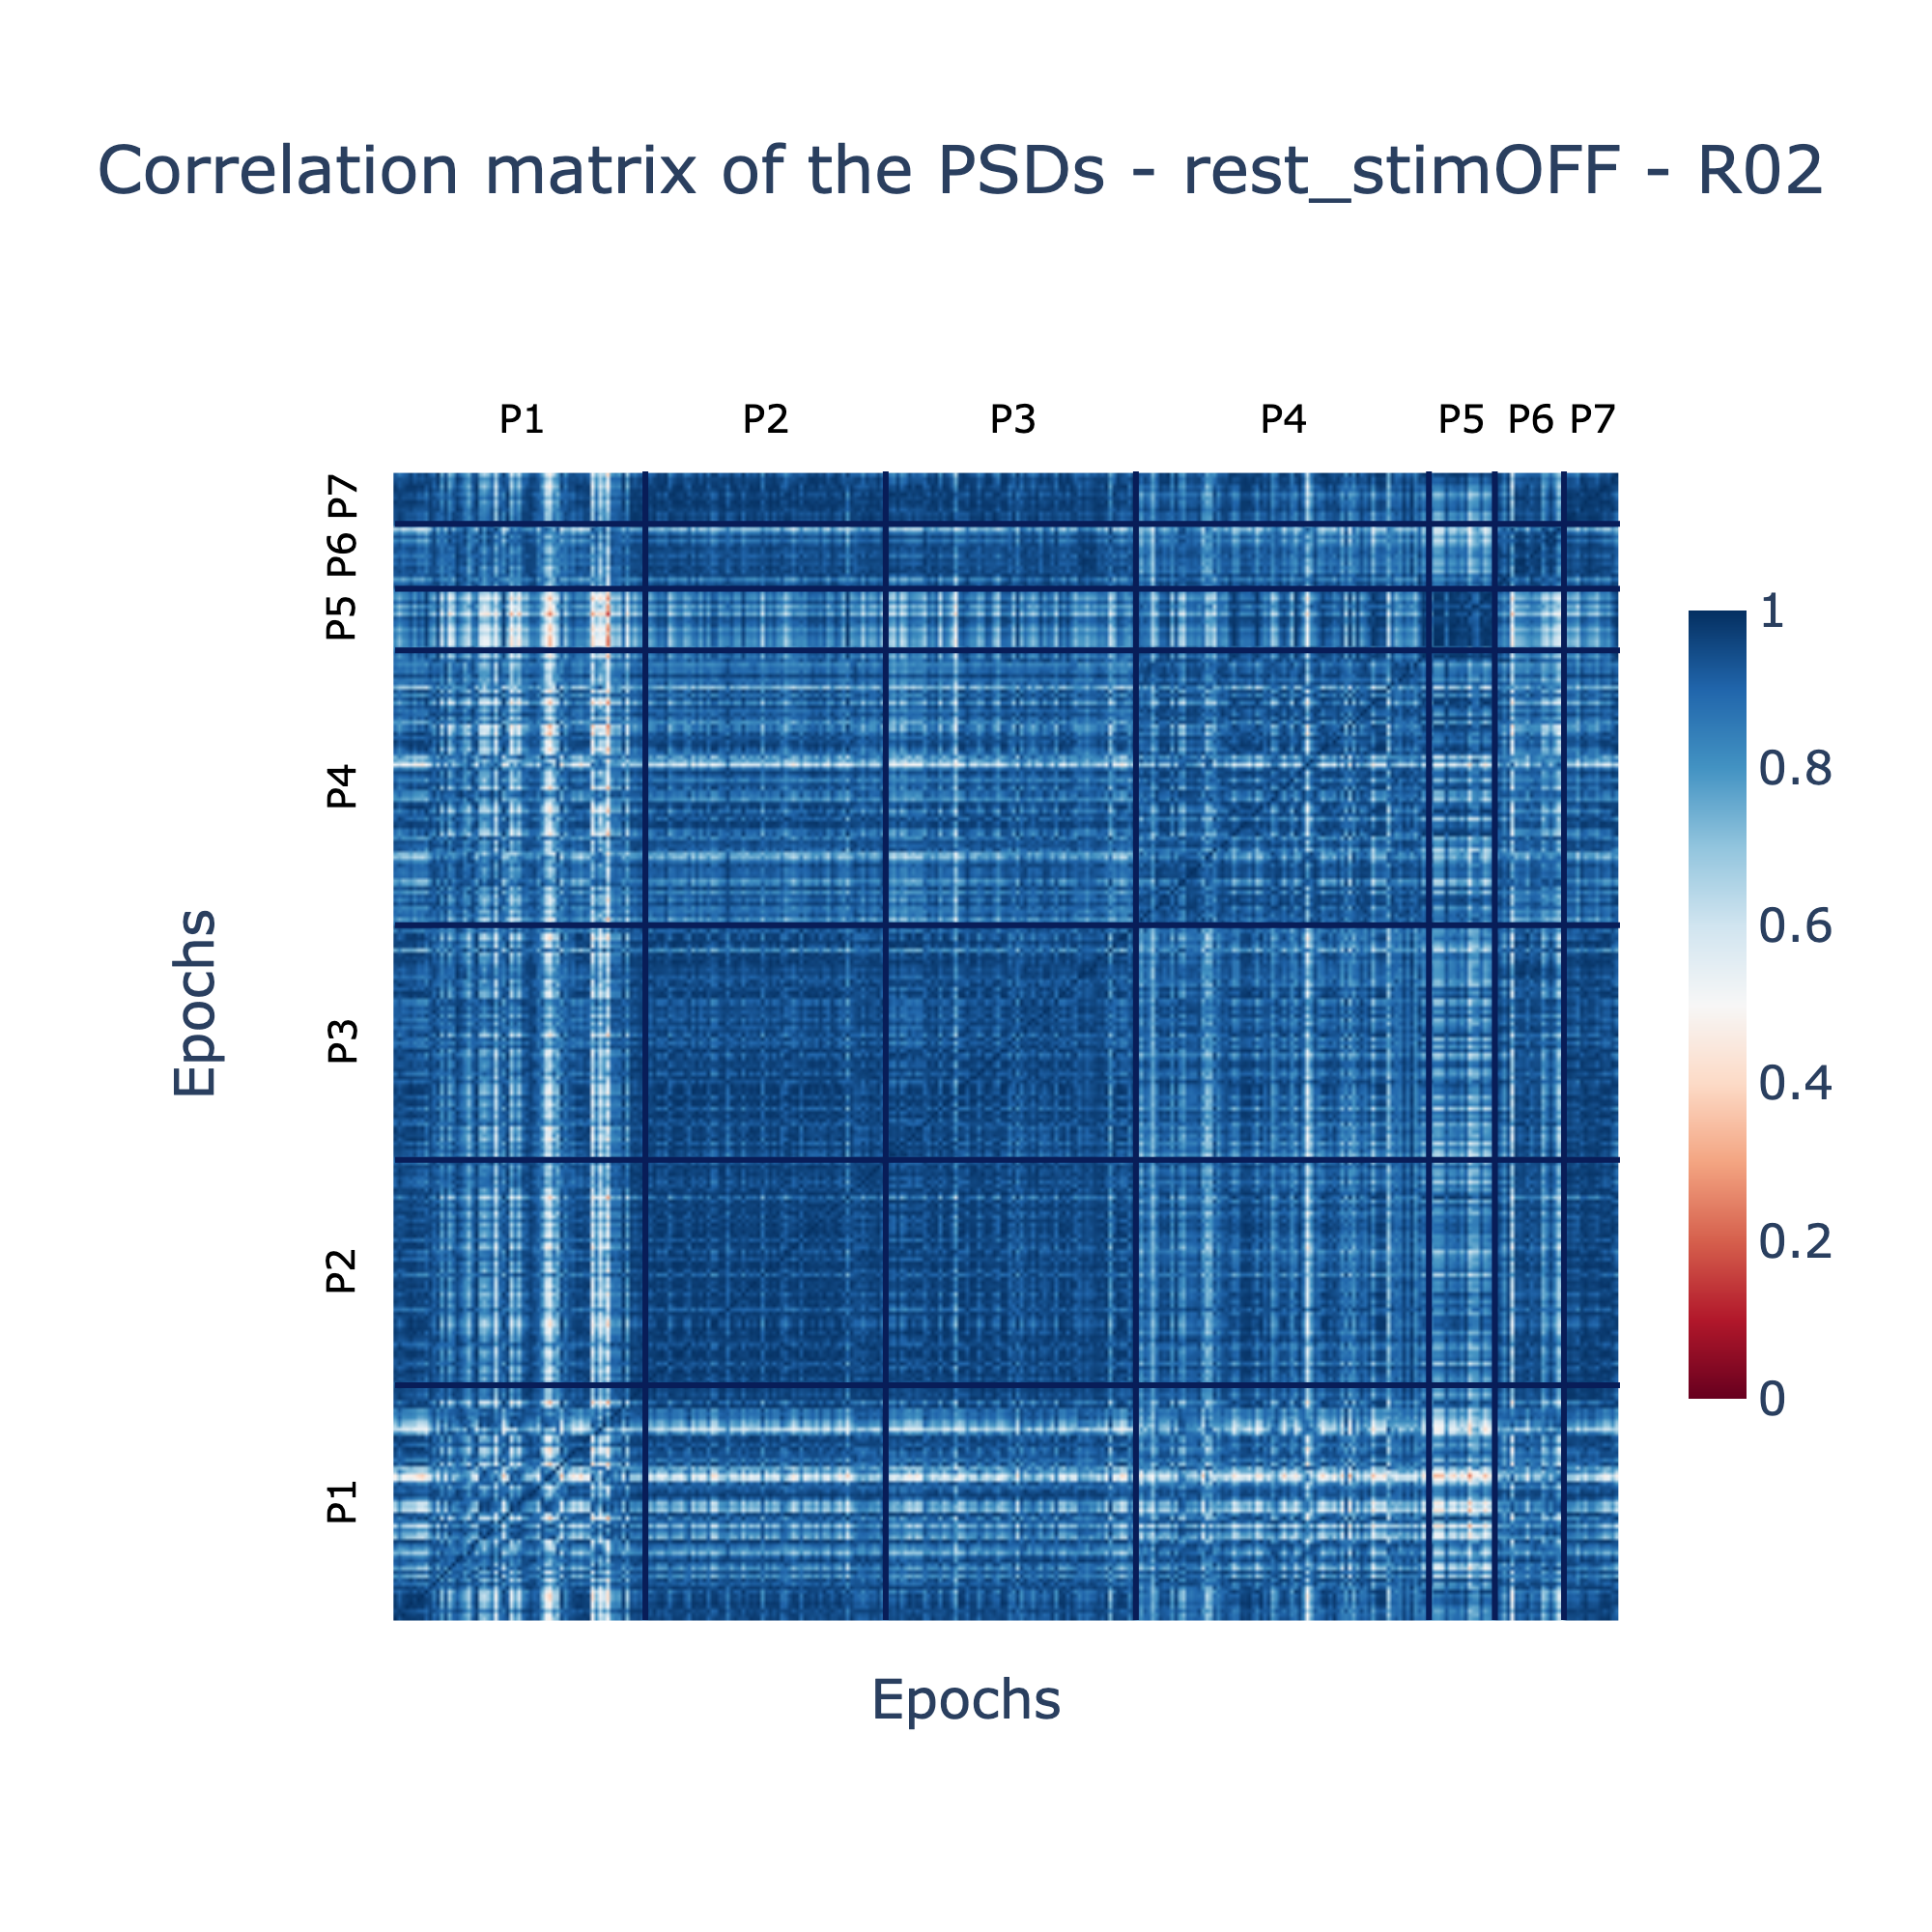 Correlation matrix of the PSDs - rest_stimOFF - R02
P1 P2 P3 P4 P5 P6 P7
P7
P6
P5
P4
P3
P2
P1
Epochs
Epochs
1
0.8
0.6
0.4
0.2
0